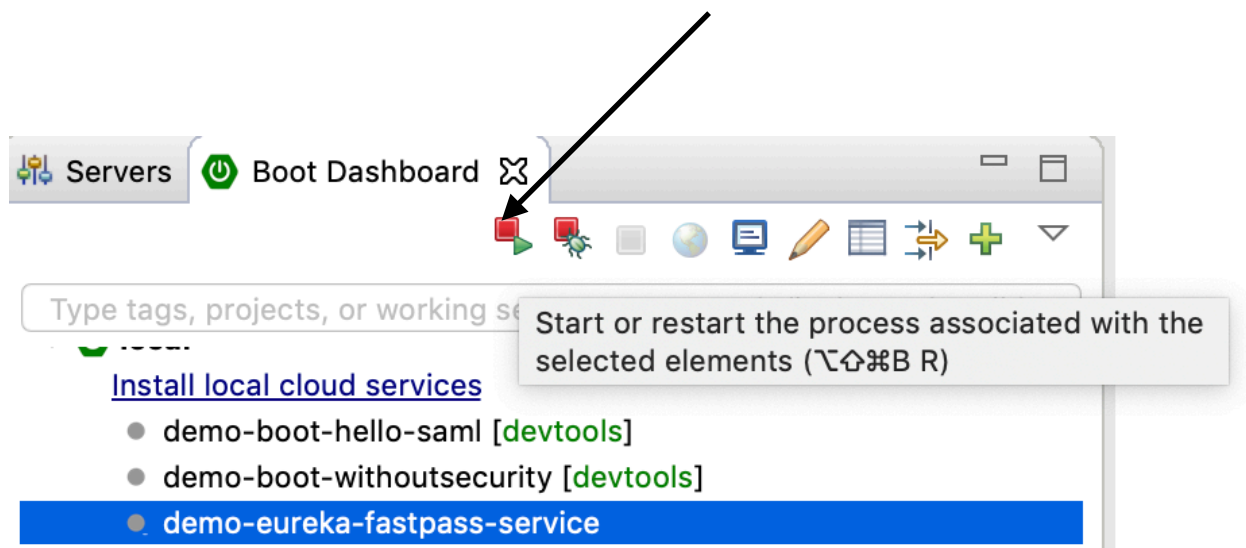 Servers
Boot Dashboard
Type tags, projects, or working
Start or restart the process associated with the
selected elements (⌥⇧⌘B R)
local
Install local cloud services
demo-boot-hello-saml [devtools]
demo-boot-withoutsecurity [devtools]
demo-eureka-fastpass-service